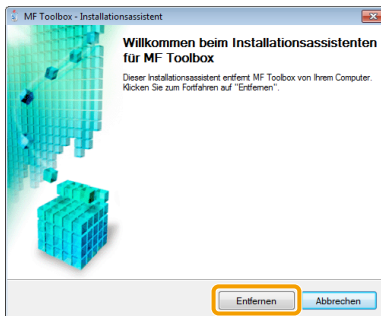 MF Toolbox - Installationsassistent
Willkommen beim Installationsassistenten
für MF Toolbox
Dieser Installationsassistent entfernt MF Toolbox von Ihrem Computer.
Klicken Sie zum Fortfahren auf "Entfernen".
Entfernen
Abbrechen